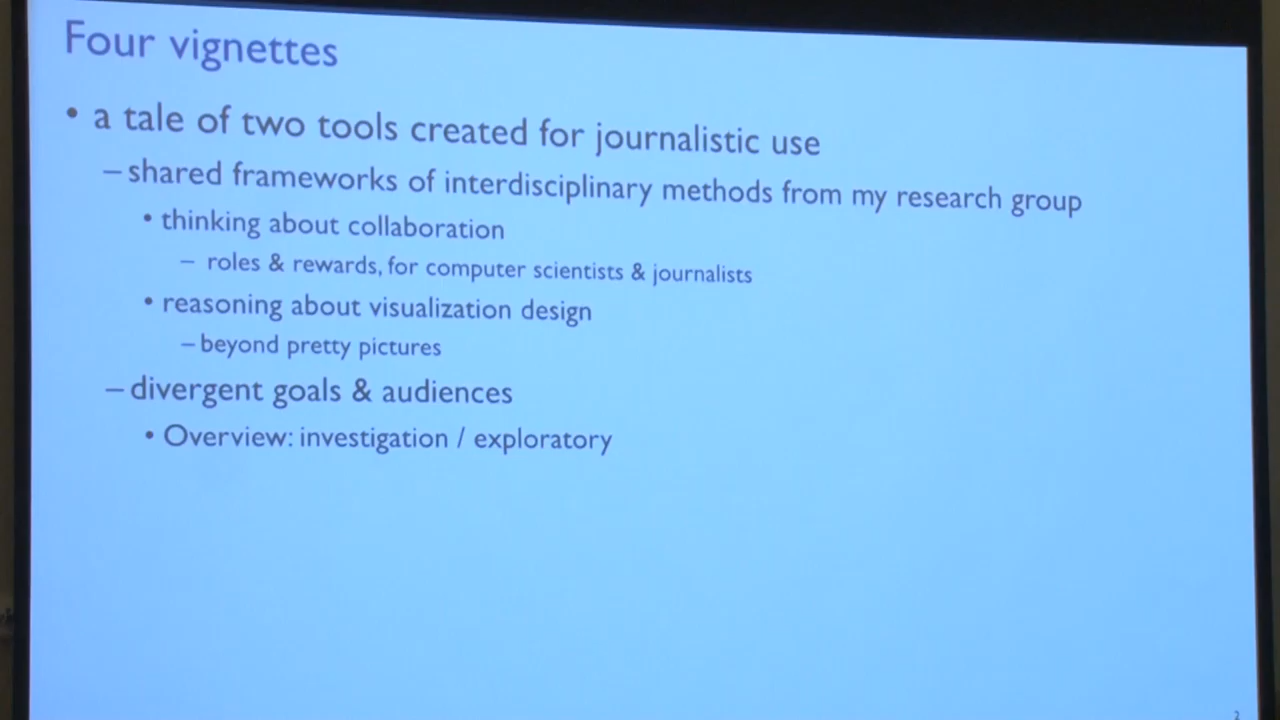 Four vignettes
• a tale of two tools created for journalistic use
– shared frameworks of interdisciplinary methods from my research group
• thinking about collaboration
– roles & rewards, for computer scientists & journalists
• reasoning about visualization design
– beyond pretty pictures
– divergent goals & audiences
• Overview: investigation / exploratory
2